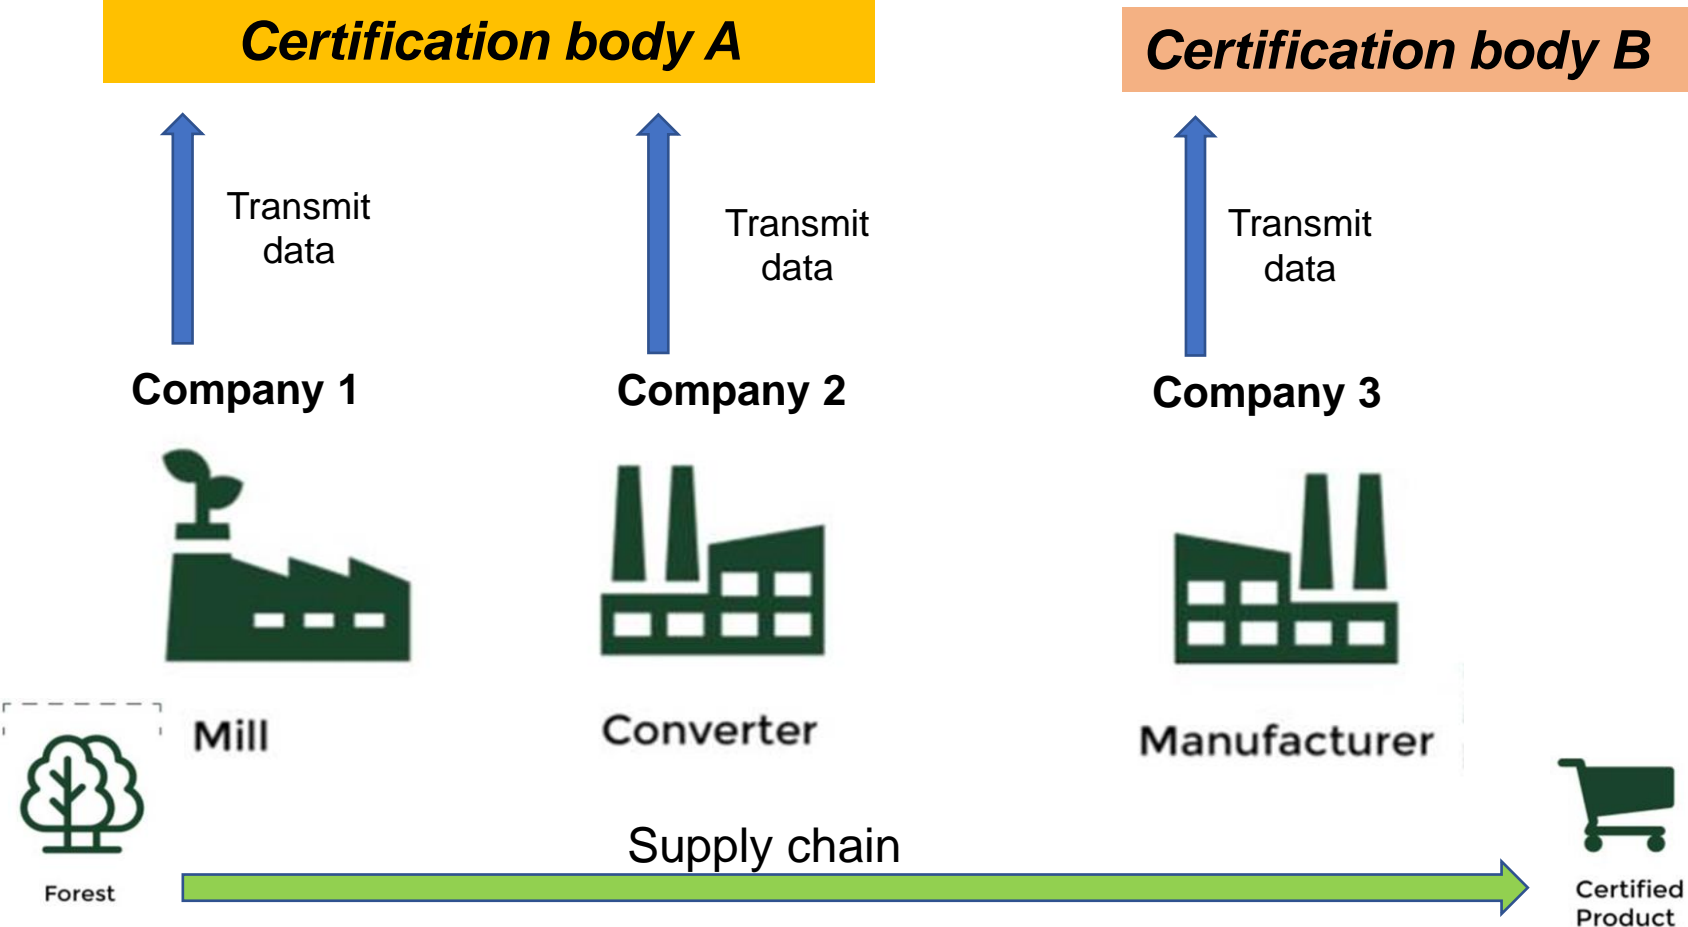 Certification body A
Certification body B
Transmit
data
Transmit
data
Transmit
data
Company 1
Company 2
Company 3
Mill
Converter
Manufacturer
Supply chain
Forest
Certified
Product